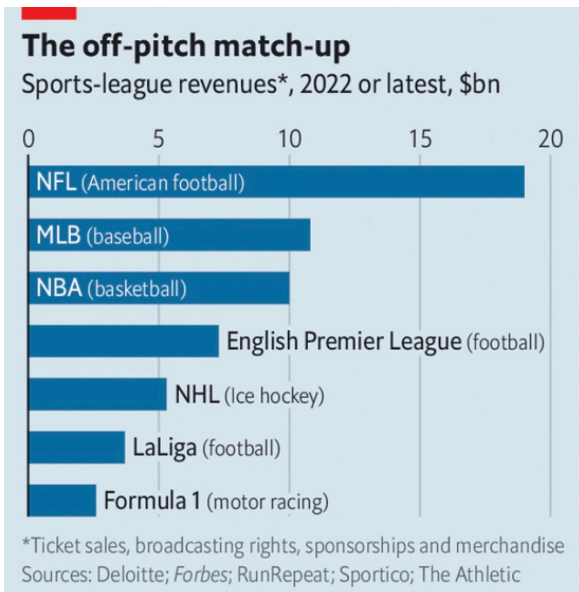 The off-pitch match-up
Sports-league revenues*, 2022 or latest, $bn
0 5 10 15 20
NFL (American football)
MLB (baseball)
NBA (basketball)
English Premier League (football)
NHL (Ice hockey)
LaLiga (football)
Formula 1 (motor racing)
*Ticket sales, broadcasting rights, sponsorships and merchandise
Sources: Deloitte; Forbes; RunRepeat; Sportico; The Athletic